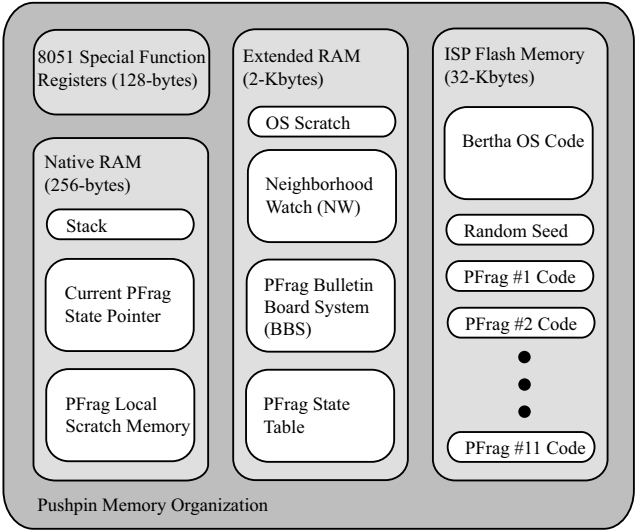 8051 Special Function
Registers (128-bytes)
Native RAM
(256-bytes)
Stack
Current PFrag
State Pointer
PFrag Local
Scratch Memory
Extended RAM
(2-Kbytes)
OS Scratch
Neighborhood
Watch (NW)
PFrag Bulletin
Board System
(BBS)
PFrag State
Table
ISP Flash Memory
(32-Kbytes)
Bertha OS Code
Random Seed
PFrag #1 Code
PFrag #2 Code
PFrag #11 Code
Pushpin Memory Organization